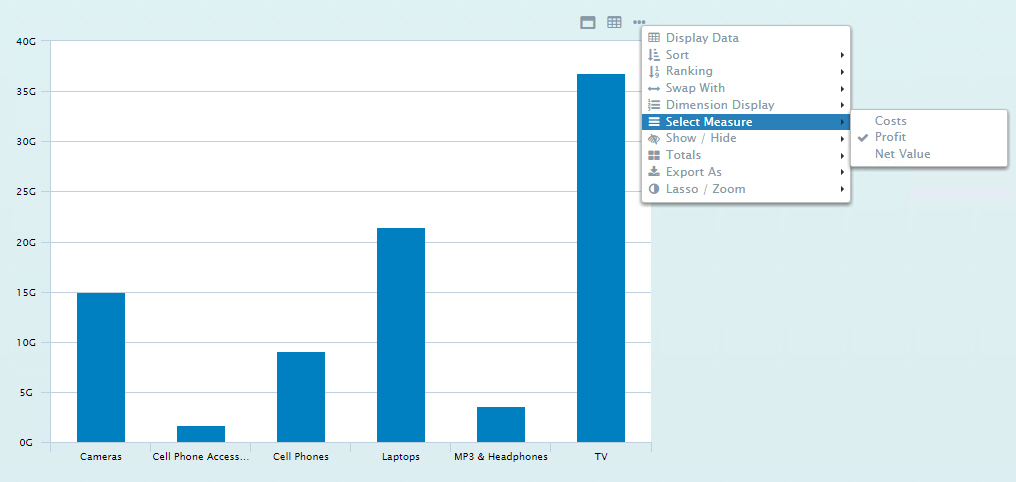 Display Data
Sort
Ranking
Swap With
Dimension Display
Select Measure
Show / Hide
Totals
Export As
Lasso / Zoom
Costs
Profit
Net Value
40G
35G
30G
25G
20G
15G
10G
5G
0G
Cameras Cell Phone Access... Cell Phones Laptops MP3 & Headphones TV